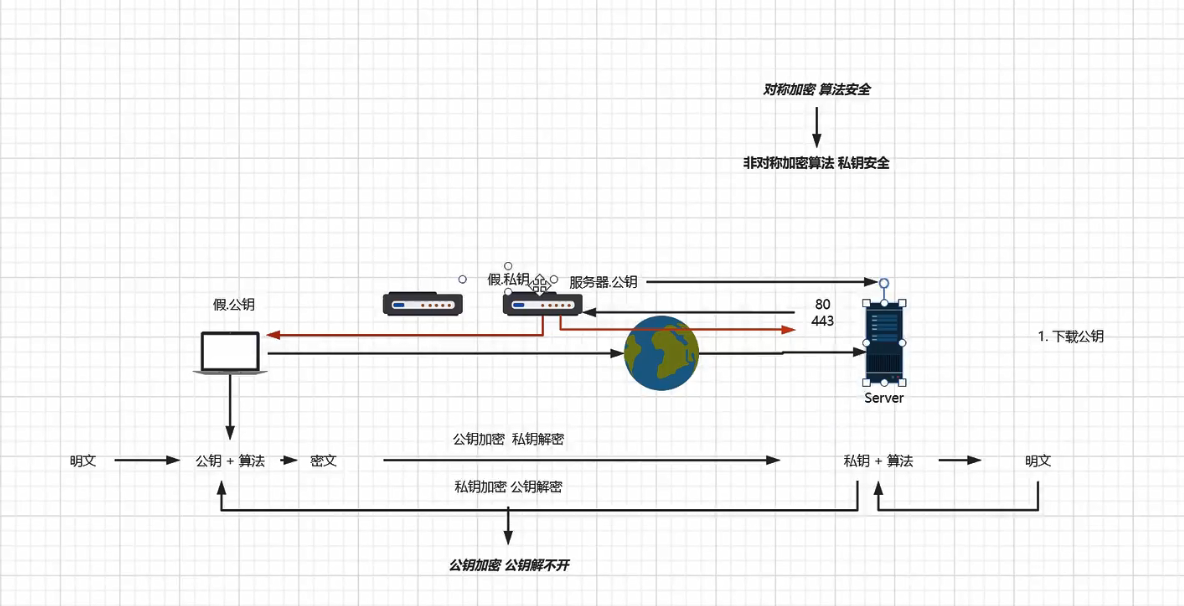 对称加密 算法安全
非对称加密算法 私钥安全
假.私钥
服务器.公钥
假.公钥
80
443
1. 下载公钥
Server
公钥加密 私钥解密
明文
公钥 + 算法
密文
私钥 + 算法
明文
私钥加密 公钥解密
公钥加密 公钥解不开